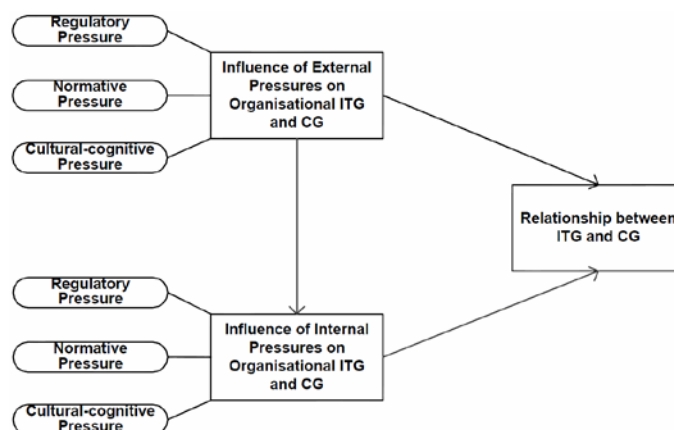 Regulatory
Pressure
Normative
Pressure
Cultural-cognitive
Pressure
Influence of External
Pressures on
Organisational ITG
and CG
Relationship between
ITG and CG
Regulatory
Pressure
Normative
Pressure
Cultural-cognitive
Pressure
Influence of Internal
Pressures on
Organisational ITG
and CG